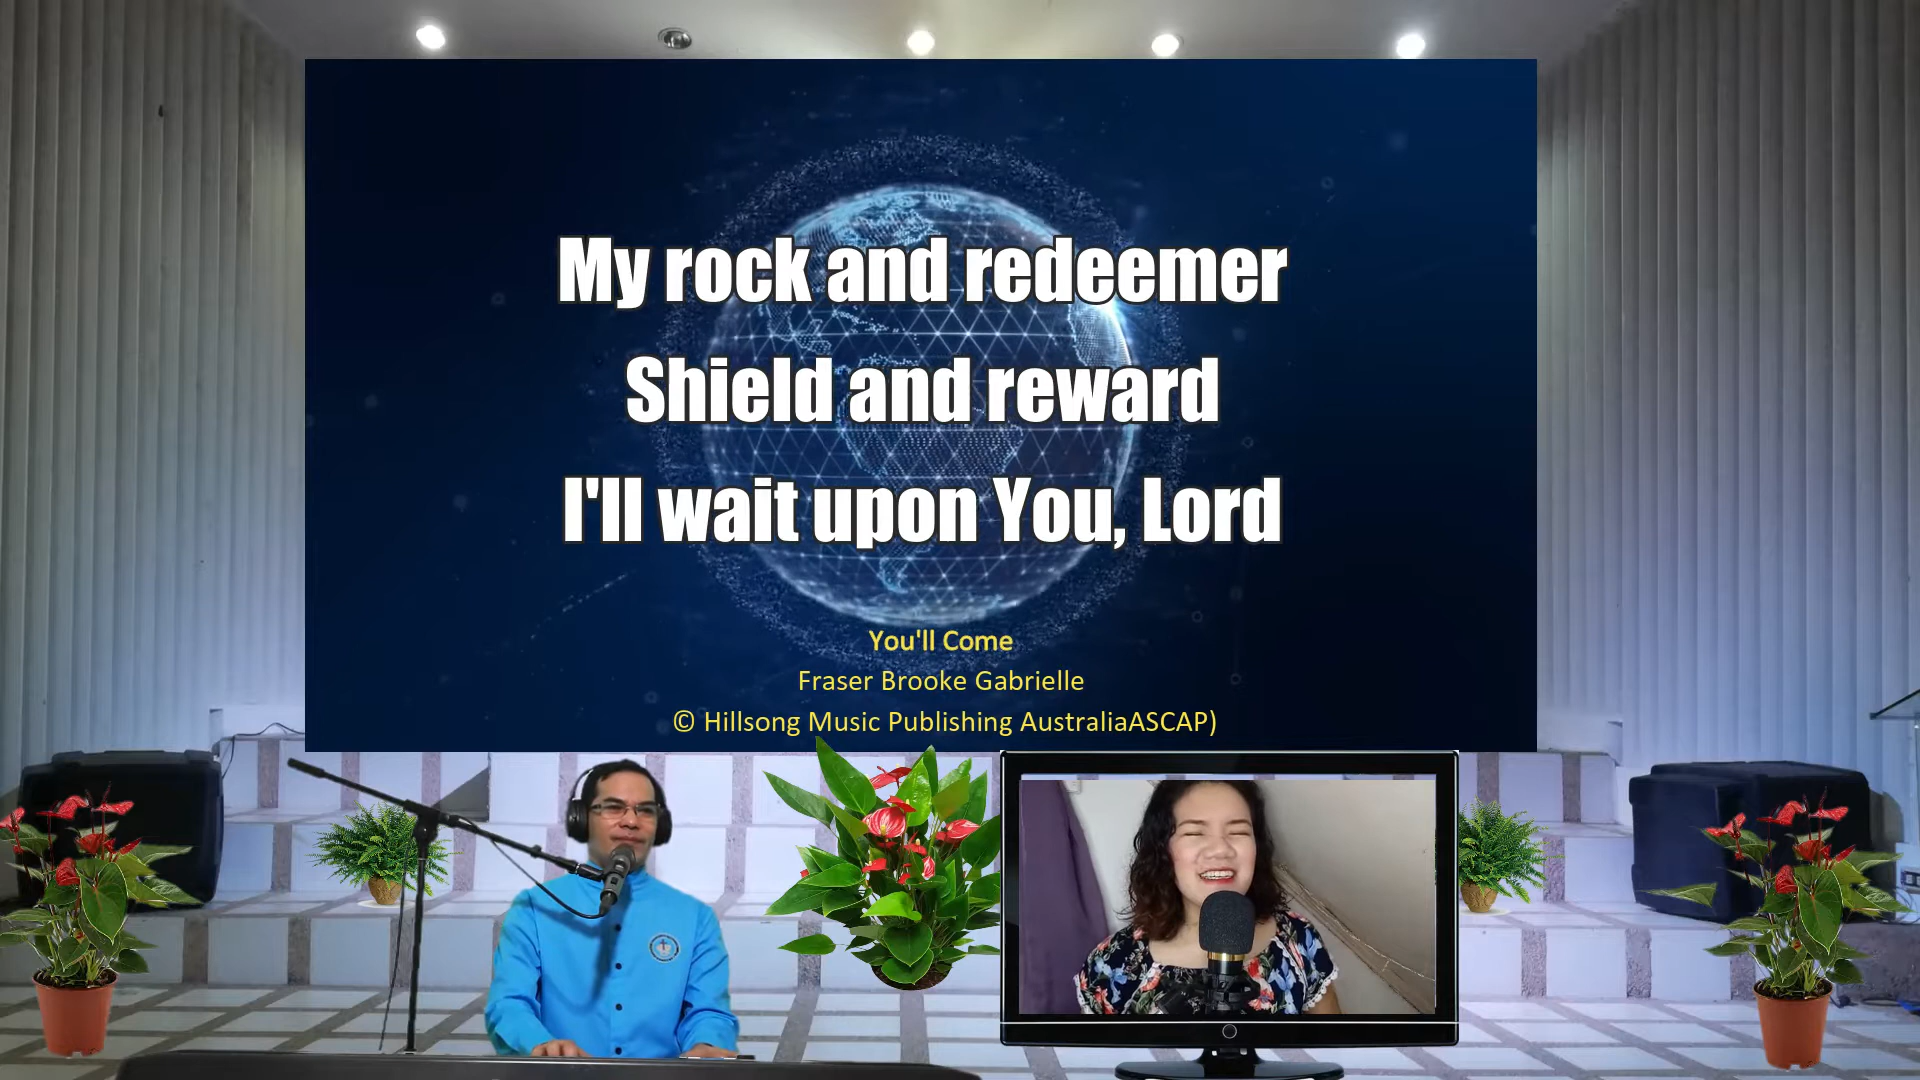 My rock and redeemer
Shield and reward
I'll wait upon You, Lord
You'll Come
Fraser Brooke Gabrielle
© Hillsong Music Publishing AustraliaASCAP)